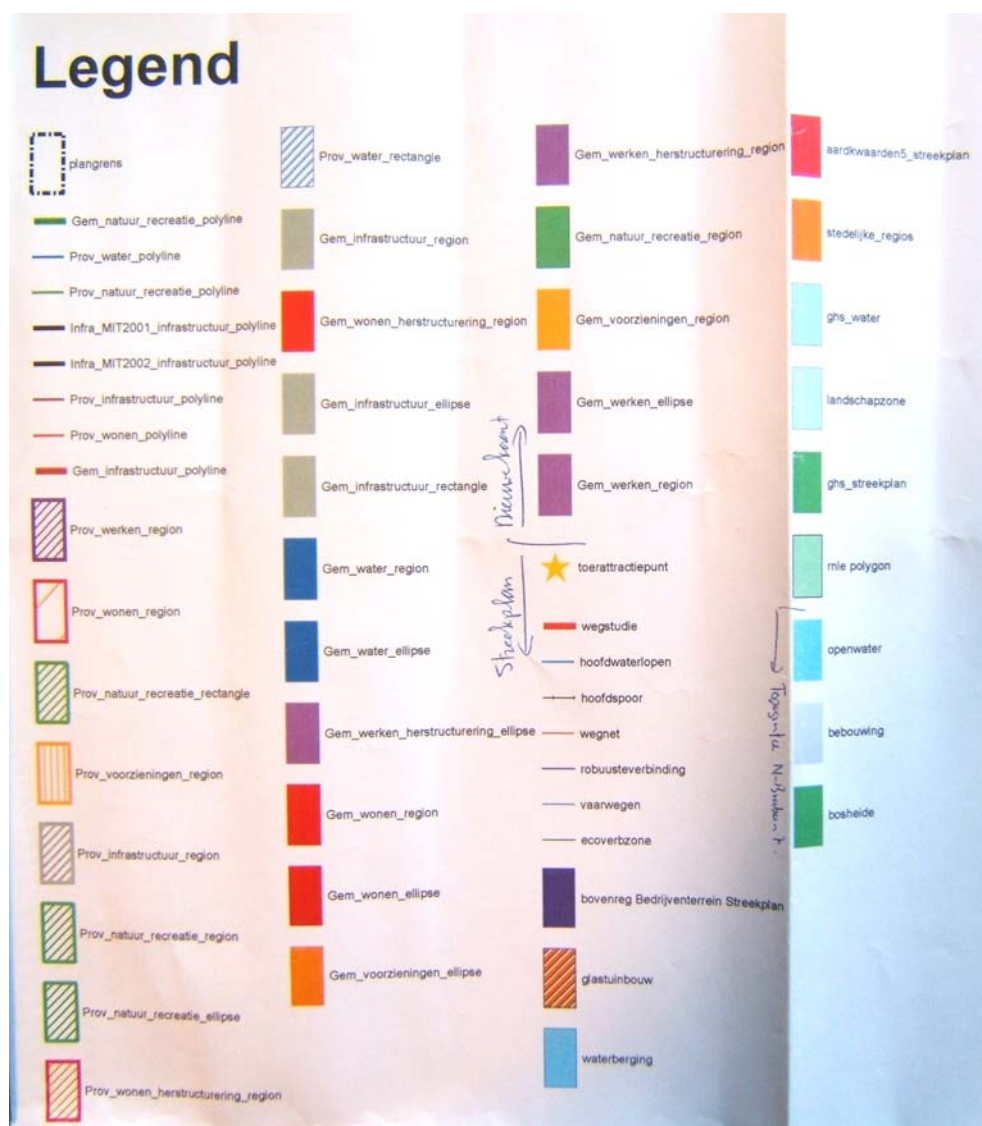 Legend
plangrens
Gem_natuur_recreatie_polyline
Prov_water_polyline
Prov_natuur_recreatie_polyline
Infra_MIT2001_infrastructuur_polyline
Infra_MIT2002_infrastructuur_polyline
Prov_infrastructuur_polyline
Prov_wonen_polyline
Gem_infrastructuur_polyline
Prov_werken_region
Prov_wonen_region
Prov_natuur_recreatie_rectangle
Prov_voorzieningen_region
Prov_infrastructuur_region
Prov_natuur_recreatie_region
Prov_natuur_recreatie_ellipse
Prov_wonen_herstructurering_region
Prov_water_rectangle
Gem_infrastructuur_region
Gem_wonen_herstructurering_region
Gem_infrastructuur_ellipse
Gem_infrastructuur_rectangle
Gem_water_region
Gem_water_ellipse
Gem_werken_herstructurering_ellipse
Gem_wonen_region
Gem_wonen_ellipse
Gem_voorzieningen_ellipse
Gem_werken_herstructurering_region
Gem_natuur_recreatie_region
Gem_voorzieningen_region
Gem_werken_ellipse
Gem_werken_region
Nieuwe kaart
Streekplan
toerattractiepunt
wegstudie
hoofdwaterlopen
hoofdspoor
wegnet
robuusteverbinding
vaarwegen
ecoverbzone
bovenreg Bedrijventerrein Streekplan
glastuinbouw
waterberging
aardkwaarden5_streekplan
stedelijke_regios
ghs_water
landschapzone
ghs_streekplan
rnle polygon
openwater
bebouwing
bosheide